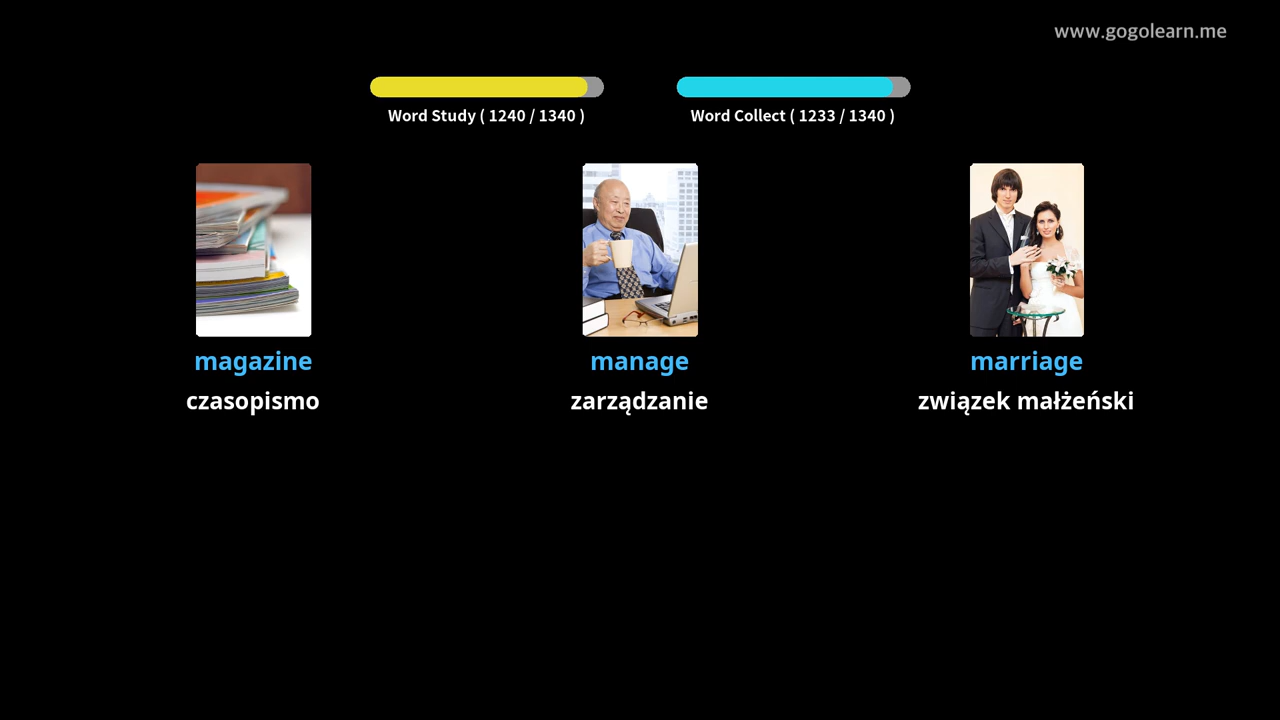 www.gogolearn.me
Word Study ( 1240 / 1340 )
Word Collect ( 1233 / 1340 )
magazine
manage
marriage
czasopismo
zarządzanie
związek małżeński